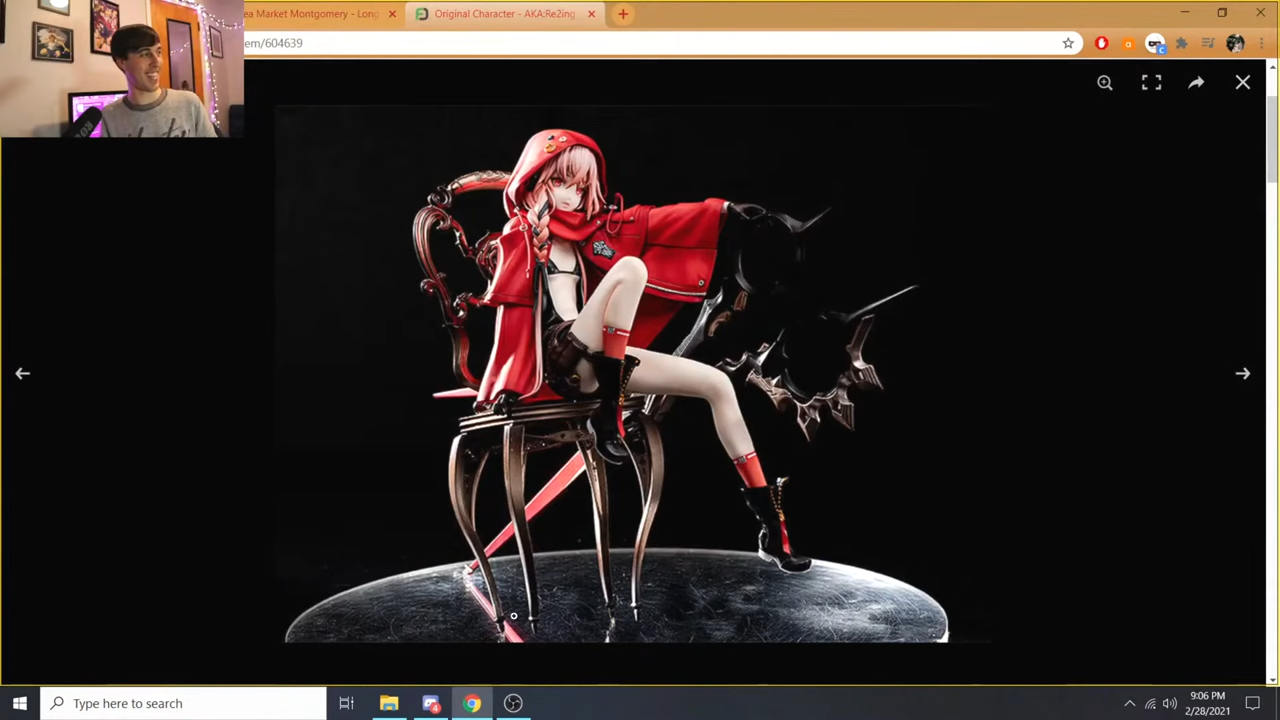 ea Market Montgomery - Long
Original Character - AKA:Re2ing
em/604639
Type here to search
4
9:06 PM
2/28/2021